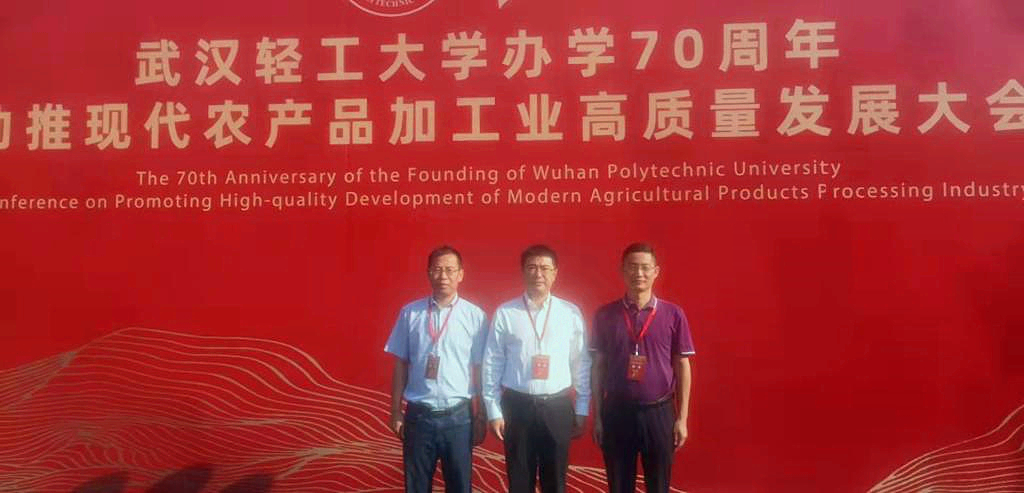 POLYTECHNIC
武汉轻工大学办学70周年
助推现代农产品加工业高质量发展大会
The 70th Anniversary of the Founding of Wuhan Polytechnic University
nference on Promoting High-quality Development of Modern Agricultural Products Processing Industry